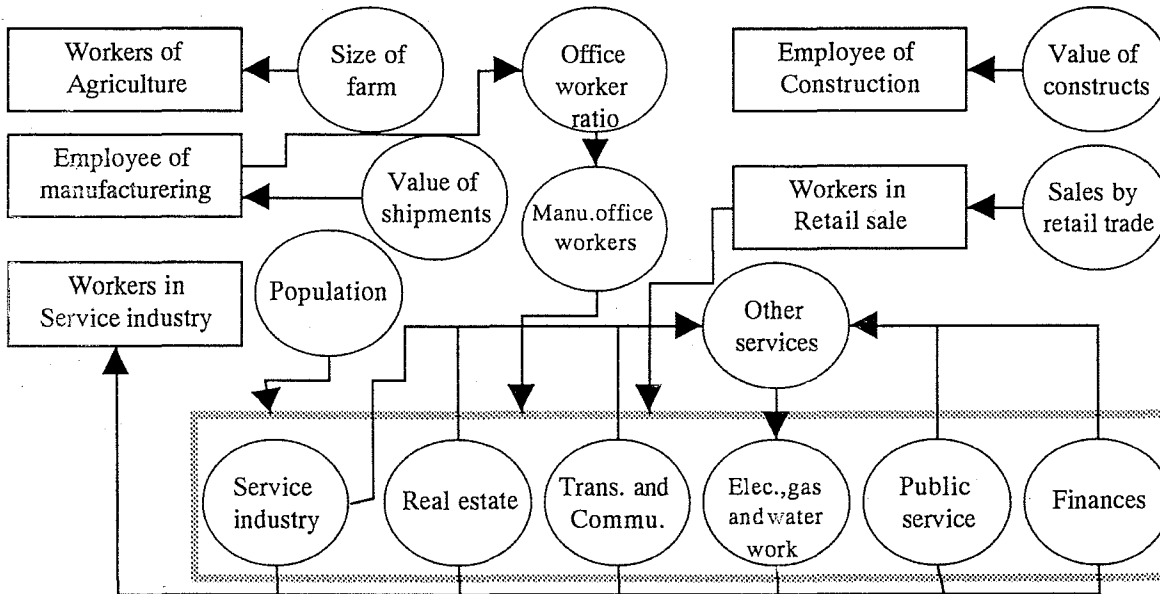 Workers of
Agriculture
Size of
farm
Office
worker
ratio
Employee of
Construction
Value of
constructs
Employee of
manufacturering
Value of
shipments
Manu.office
workers
Workers in
Retail sale
Sales by
retail trade
Workers in
Service industry
Population
Other
services
Service
industry
Real estate
Trans. and
Commu.
Elec.,gas
and water
work
Public
service
Finances